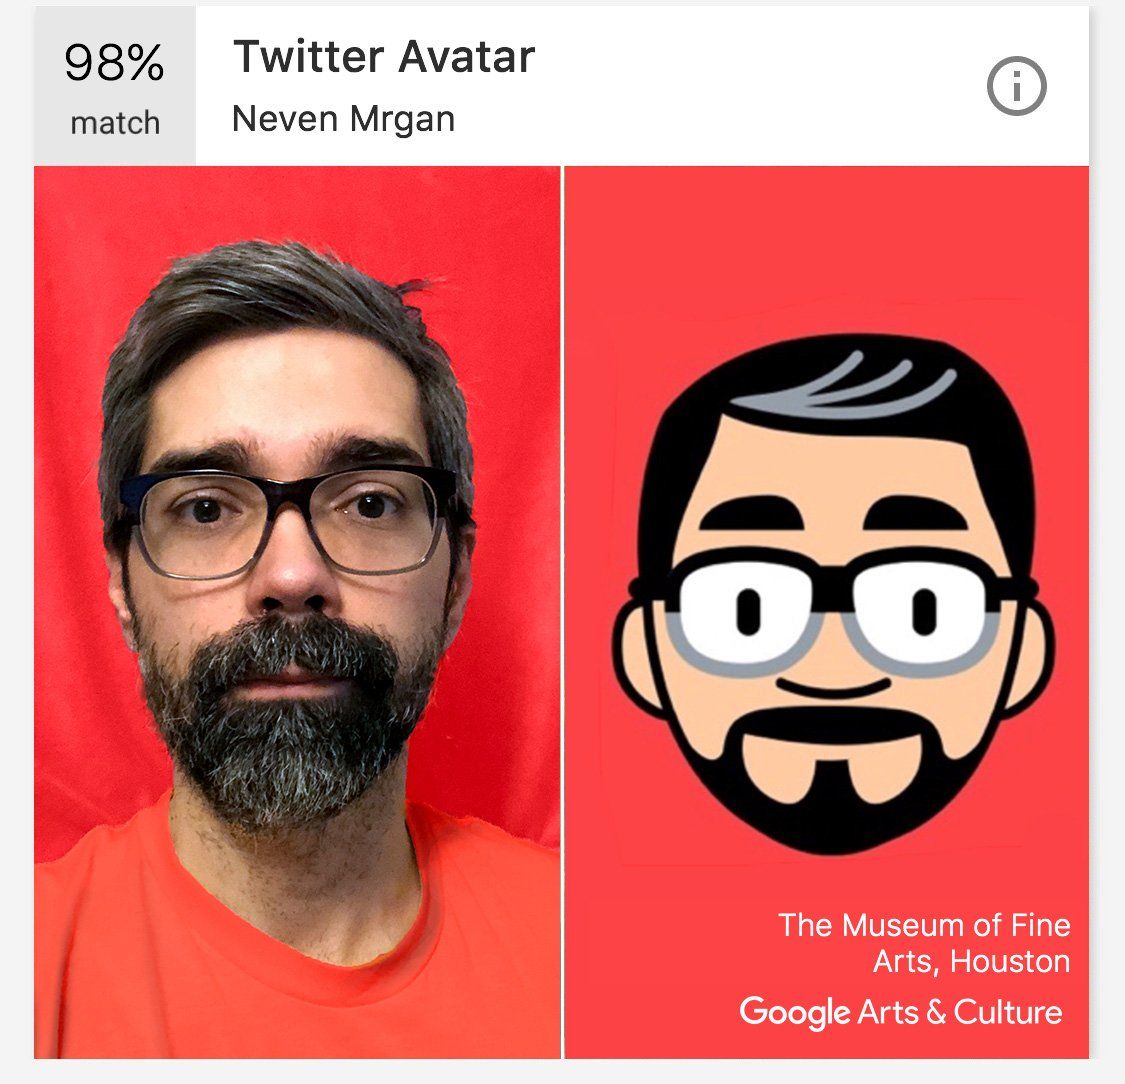 98%
match
Twitter Avatar
Neven Mrgan
The Museum of Fine
Arts, Houston
Google Arts & Culture